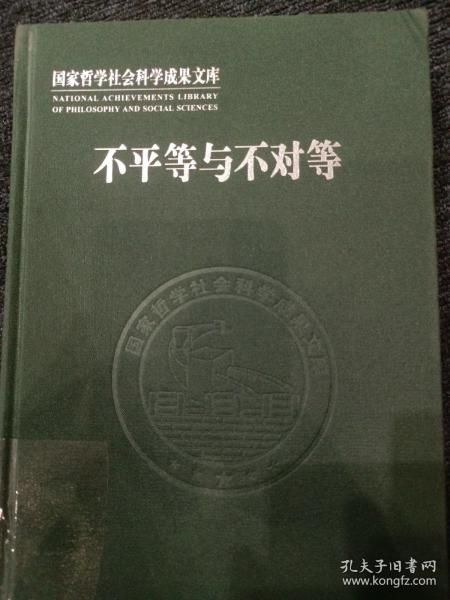 国家哲学社会科学成果文库
NATIONAL ACHIEVEMENTS LIBRARY
OF PHILOSOPHY AND SOCIAL SCIENCES
不平等与不对等
国家哲学社会科学成果文库
孔夫子旧书网
www.kongfz.com